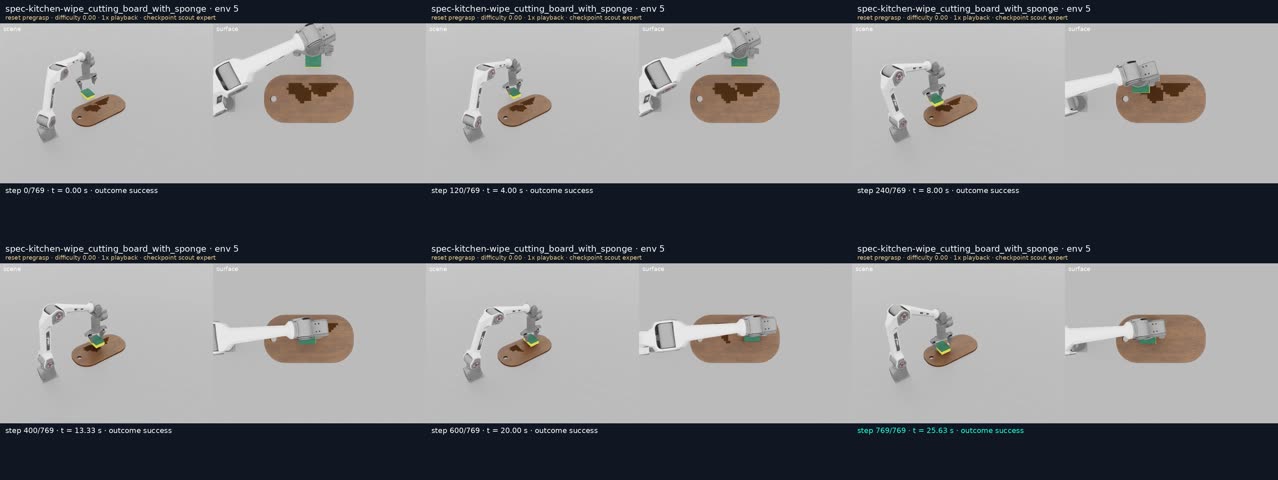 spec-kitchen-wipe_cutting_board_with_sponge · env 5
reset pregrasp · difficulty 0.00 · 1x playback · checkpoint scout expert
scene
surface
step 0/769 · t = 0.00 s · outcome success
spec-kitchen-wipe_cutting_board_with_sponge · env 5
reset pregrasp · difficulty 0.00 · 1x playback · checkpoint scout expert
scene
surface
step 120/769 · t = 4.00 s · outcome success
spec-kitchen-wipe_cutting_board_with_sponge · env 5
reset pregrasp · difficulty 0.00 · 1x playback · checkpoint scout expert
scene
surface
step 240/769 · t = 8.00 s · outcome success
spec-kitchen-wipe_cutting_board_with_sponge · env 5
reset pregrasp · difficulty 0.00 · 1x playback · checkpoint scout expert
scene
surface
step 400/769 · t = 13.33 s · outcome success
spec-kitchen-wipe_cutting_board_with_sponge · env 5
reset pregrasp · difficulty 0.00 · 1x playback · checkpoint scout expert
scene
surface
step 600/769 · t = 20.00 s · outcome success
spec-kitchen-wipe_cutting_board_with_sponge · env 5
reset pregrasp · difficulty 0.00 · 1x playback · checkpoint scout expert
scene
surface
step 769/769 · t = 25.63 s · outcome success